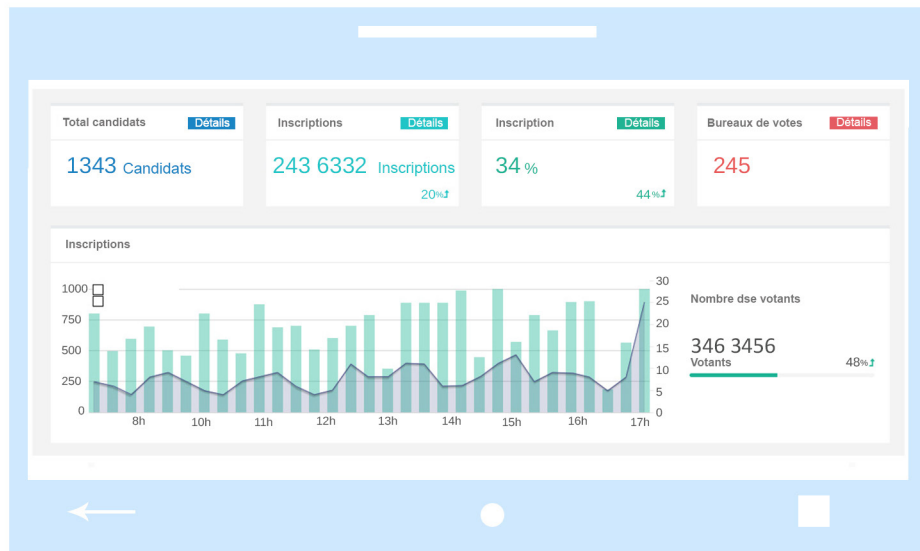 Total candidats Détails
1343 Candidats
Inscriptions Détails
243 6332 Inscriptions
20%
Inscription Détails
34 %
44%
Bureaux de votes Détails
245
Inscriptions
1000
750
500
250
0
30
25
20
15
10
5
0
8h 10h 11h 12h 13h 14h 15h 16h 17h
Nombre dse votants
346 3456
Votants 48%